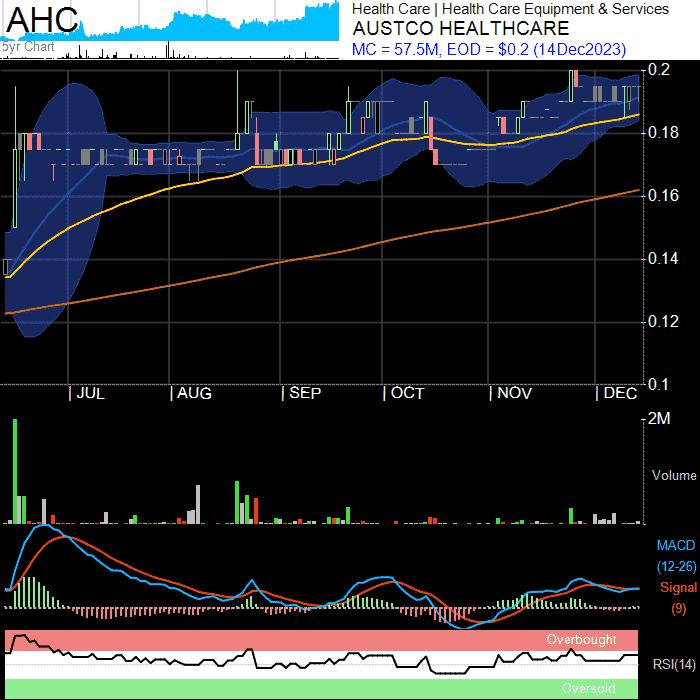 AHC
5yr Chart
Health Care | Health Care Equipment & Services
AUSTCO HEALTHCARE
MC = 57.5M, EOD = $0.2 (14Dec2023)
0.2
0.18
0.16
0.14
0.12
0.1
JUL AUG SEP OCT NOV DEC
2M
Volume
MACD
(12-26)
Signal
(9)
Overbought
RSI(14)
Oversold